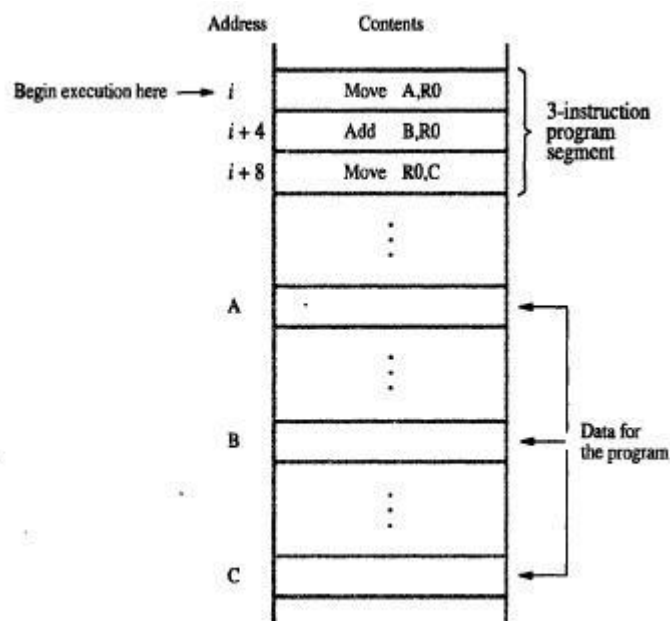 Address Contents
Begin execution here i Move A,R0
i + 4 Add B,R0
i + 8 Move R0,C
3-instruction
program
segment
A
B
Data for
the program
C